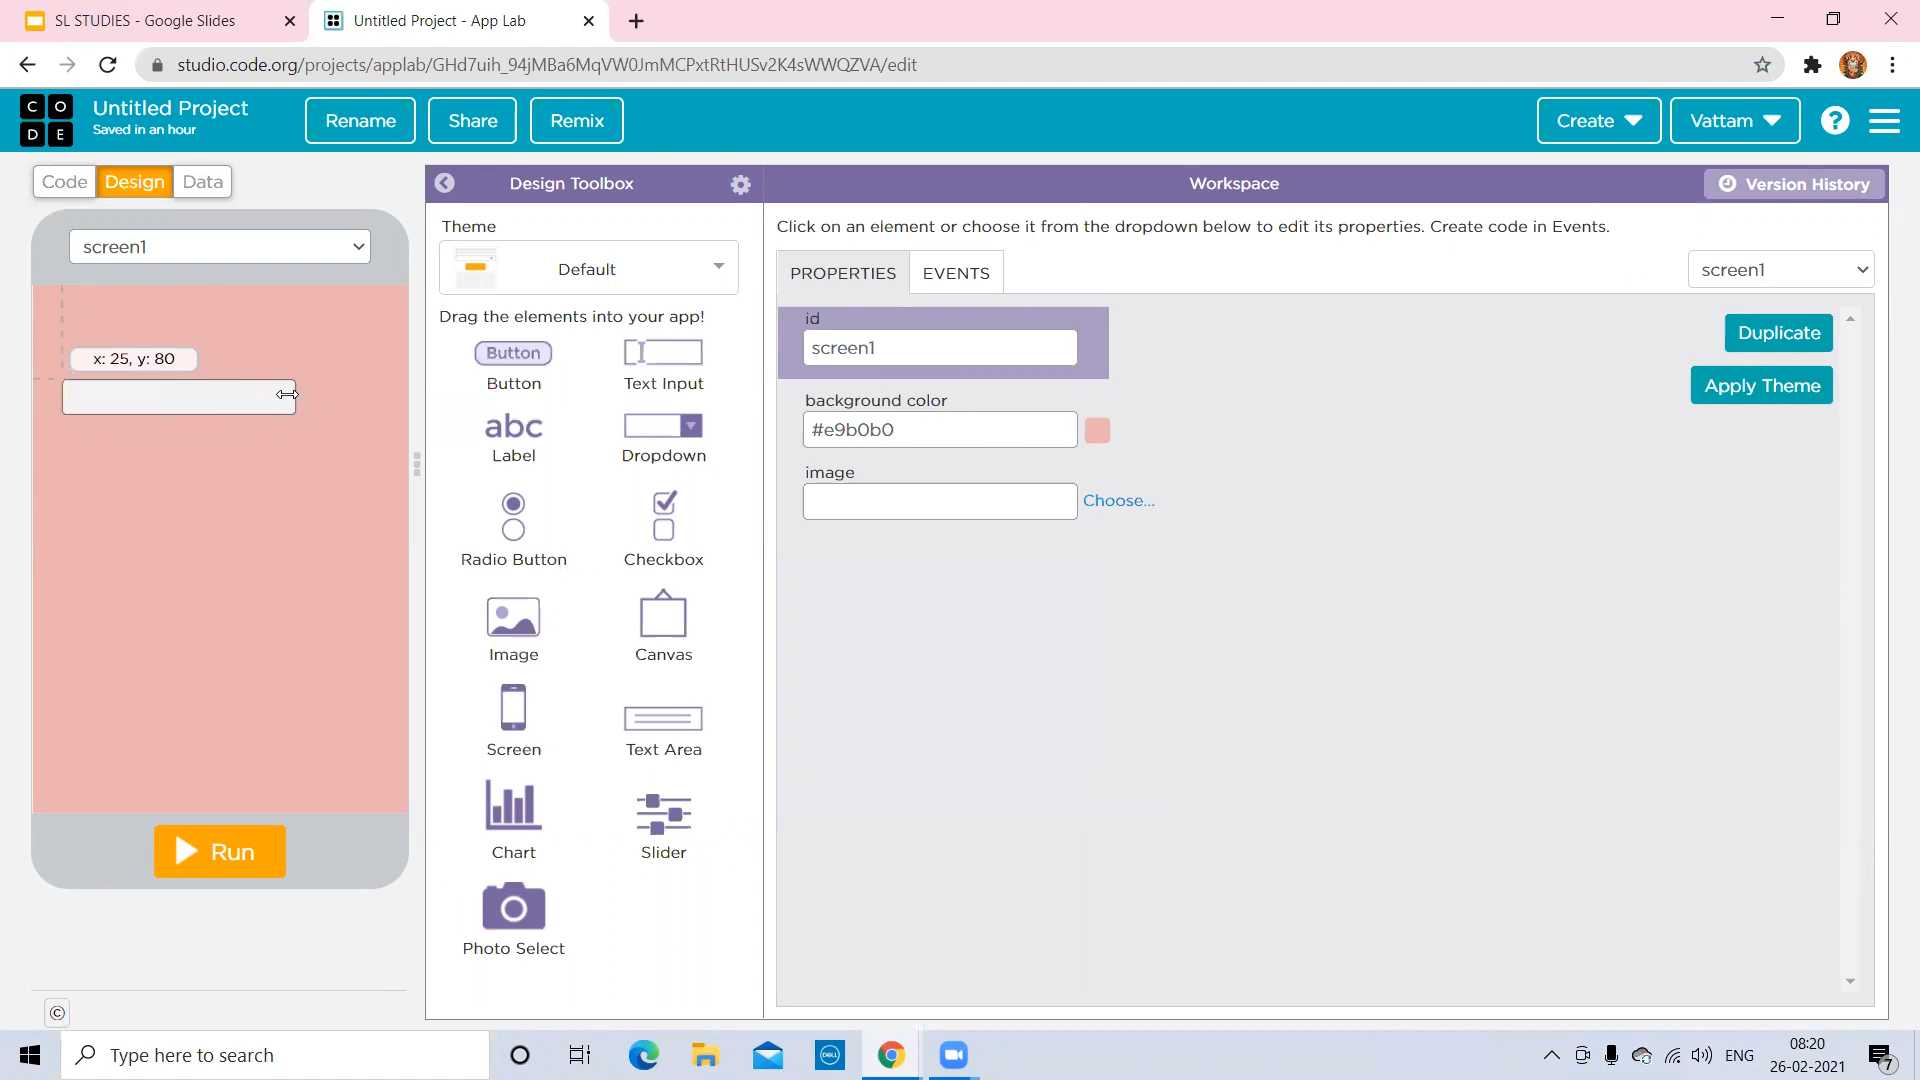 SL STUDIES - Google Slides
Untitled Project - App Lab
studio.code.org/projects/applab/GHd7uih_94jMBa6MqVW0JmMCPxtRtHUSv2K4sWWQZVA/edit
C O
D E
Untitled Project
Saved in an hour
Rename
Share
Remix
Create
Vattam
?
Code
Design
Data
screen1
x: 25, y: 80
Run
©
Design Toolbox
Theme
Default
Drag the elements into your app!
Button
Button
Text Input
abc
Label
Dropdown
Radio Button
Checkbox
Image
Canvas
Screen
Text Area
Chart
Slider
Photo Select
Workspace
Version History
Click on an element or choose it from the dropdown below to edit its properties. Create code in Events.
PROPERTIES
EVENTS
screen1
id
screen1
Duplicate
Apply Theme
background color
#e9b0b0
image
Choose...
Type here to search
DELL
ENG
08:20
26-02-2021
7